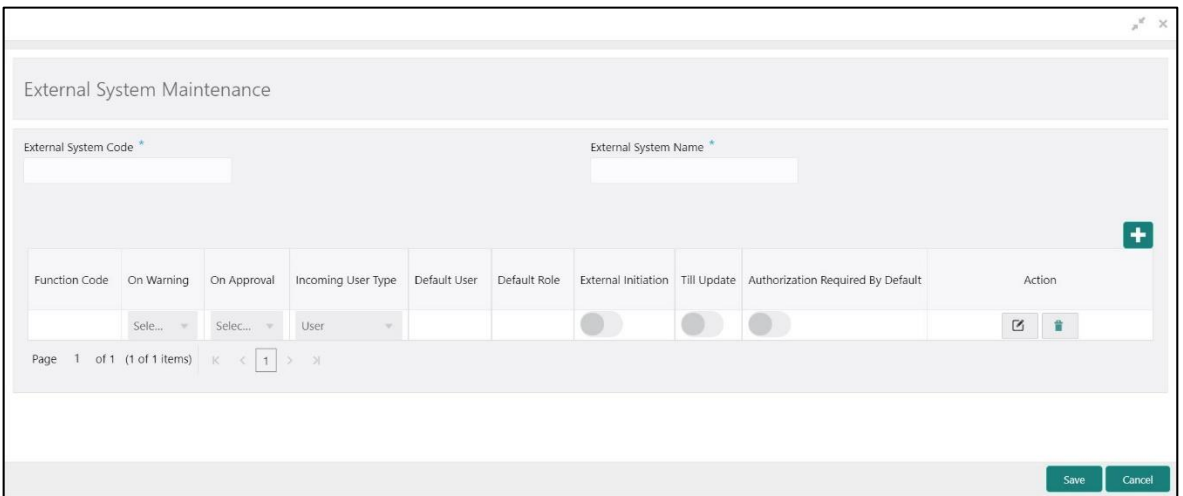 External System Maintenance
External System Code * External System Name *
Function Code On Warning On Approval Incoming User Type Default User Default Role External Initiation Till Update Authorization Required By Default Action
Sele... Selec... User
Page 1 of 1 (1 of 1 items) 1
Save Cancel